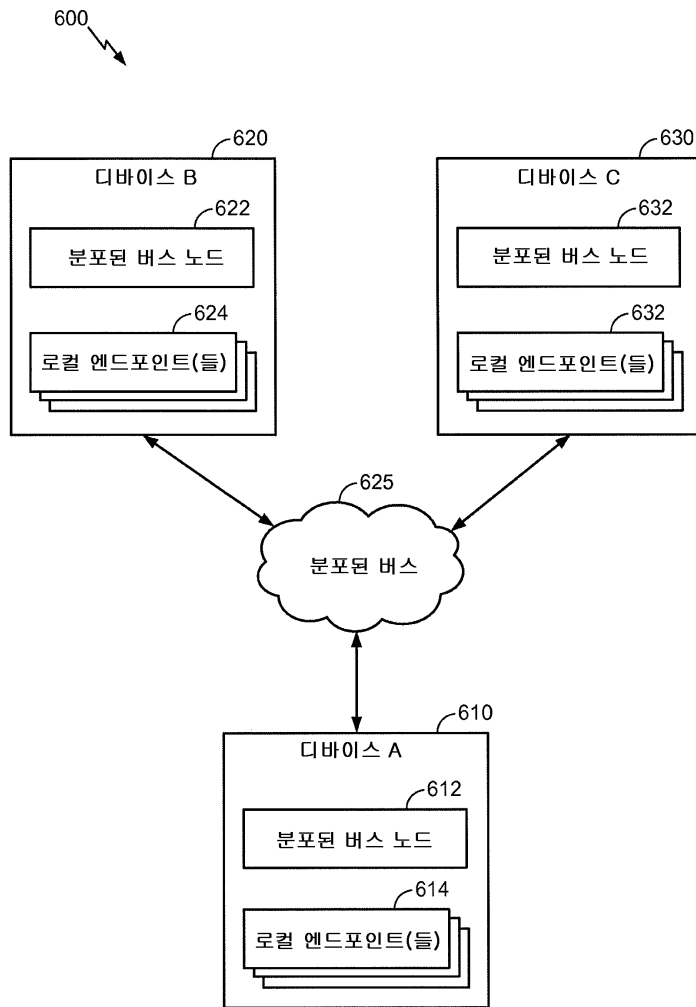 600
620
디바이스 B
622
분포된 버스 노드
624
로컬 엔드포인트(들)
630
디바이스 C
632
분포된 버스 노드
632
로컬 엔드포인트(들)
625
분포된 버스
610
디바이스 A
612
분포된 버스 노드
614
로컬 엔드포인트(들)